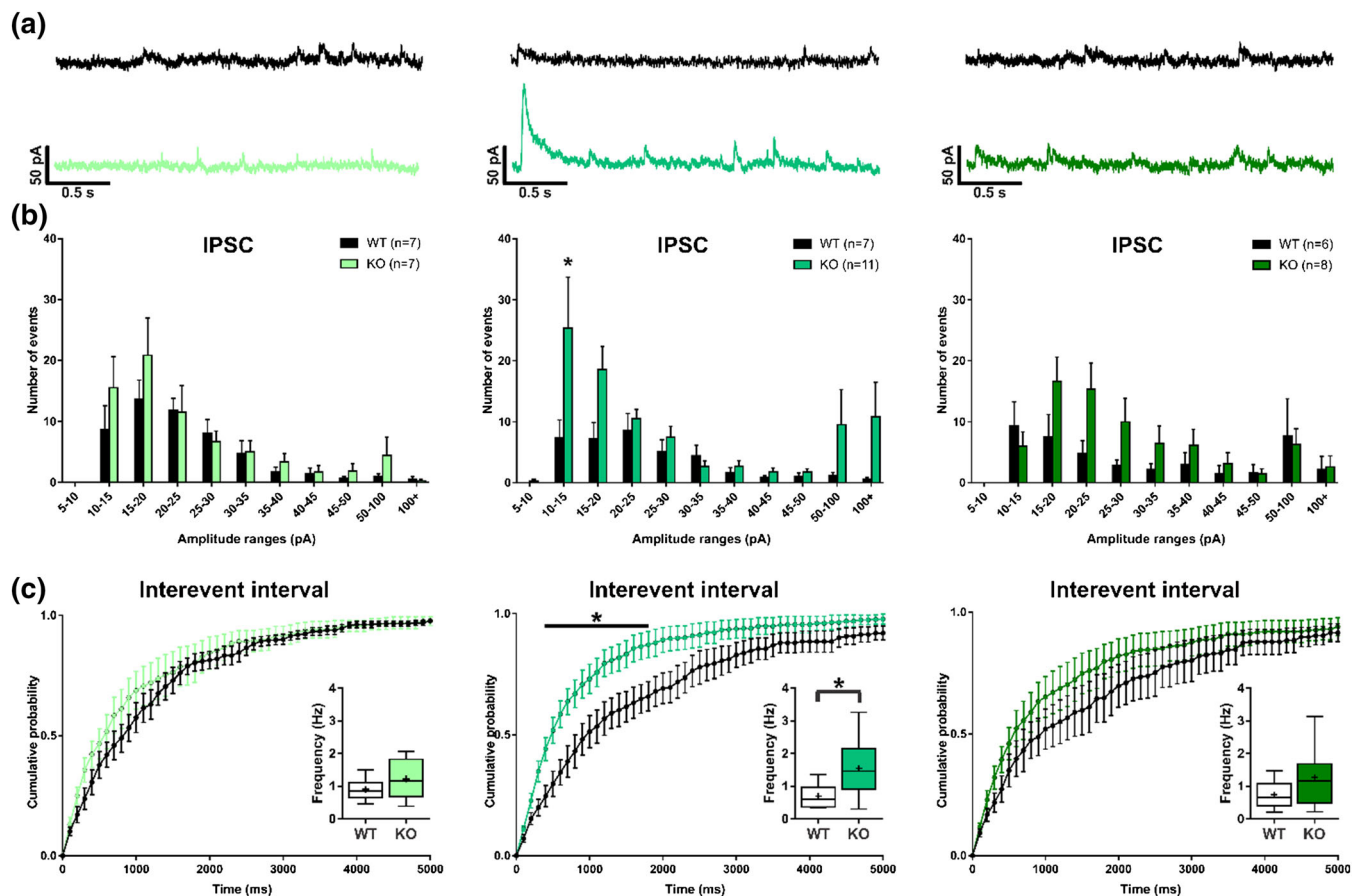 (a)
50 pA
0.5 s
50 pA
0.5 s
50 pA
0.5 s
(b)
IPSC
WT (n=7)
KO (n=7)
40
30
20
10
0
Number of events
5-10
10-15
15-20
20-25
25-30
30-35
35-40
40-45
45-50
50-100
100+
Amplitude ranges (pA)
IPSC
WT (n=7)
KO (n=11)
*
40
30
20
10
0
Number of events
5-10
10-15
15-20
20-25
25-30
30-35
35-40
40-45
45-50
50-100
100+
Amplitude ranges (pA)
IPSC
WT (n=6)
KO (n=8)
40
30
20
10
0
Number of events
5-10
10-15
15-20
20-25
25-30
30-35
35-40
40-45
45-50
50-100
100+
Amplitude ranges (pA)
(c)
Interevent interval
1.0
0.5
0.0
Cumulative probability
0
1000
2000
3000
4000
5000
Time (ms)
4
3
2
1
0
Frequency (Hz)
WT
KO
Interevent interval
*
1.0
0.5
0.0
Cumulative probability
0
1000
2000
3000
4000
5000
Time (ms)
*
4
3
2
1
0
Frequency (Hz)
WT
KO
Interevent interval
1.0
0.5
0.0
Cumulative probability
0
1000
2000
3000
4000
5000
Time (ms)
4
3
2
1
0
Frequency (Hz)
WT
KO